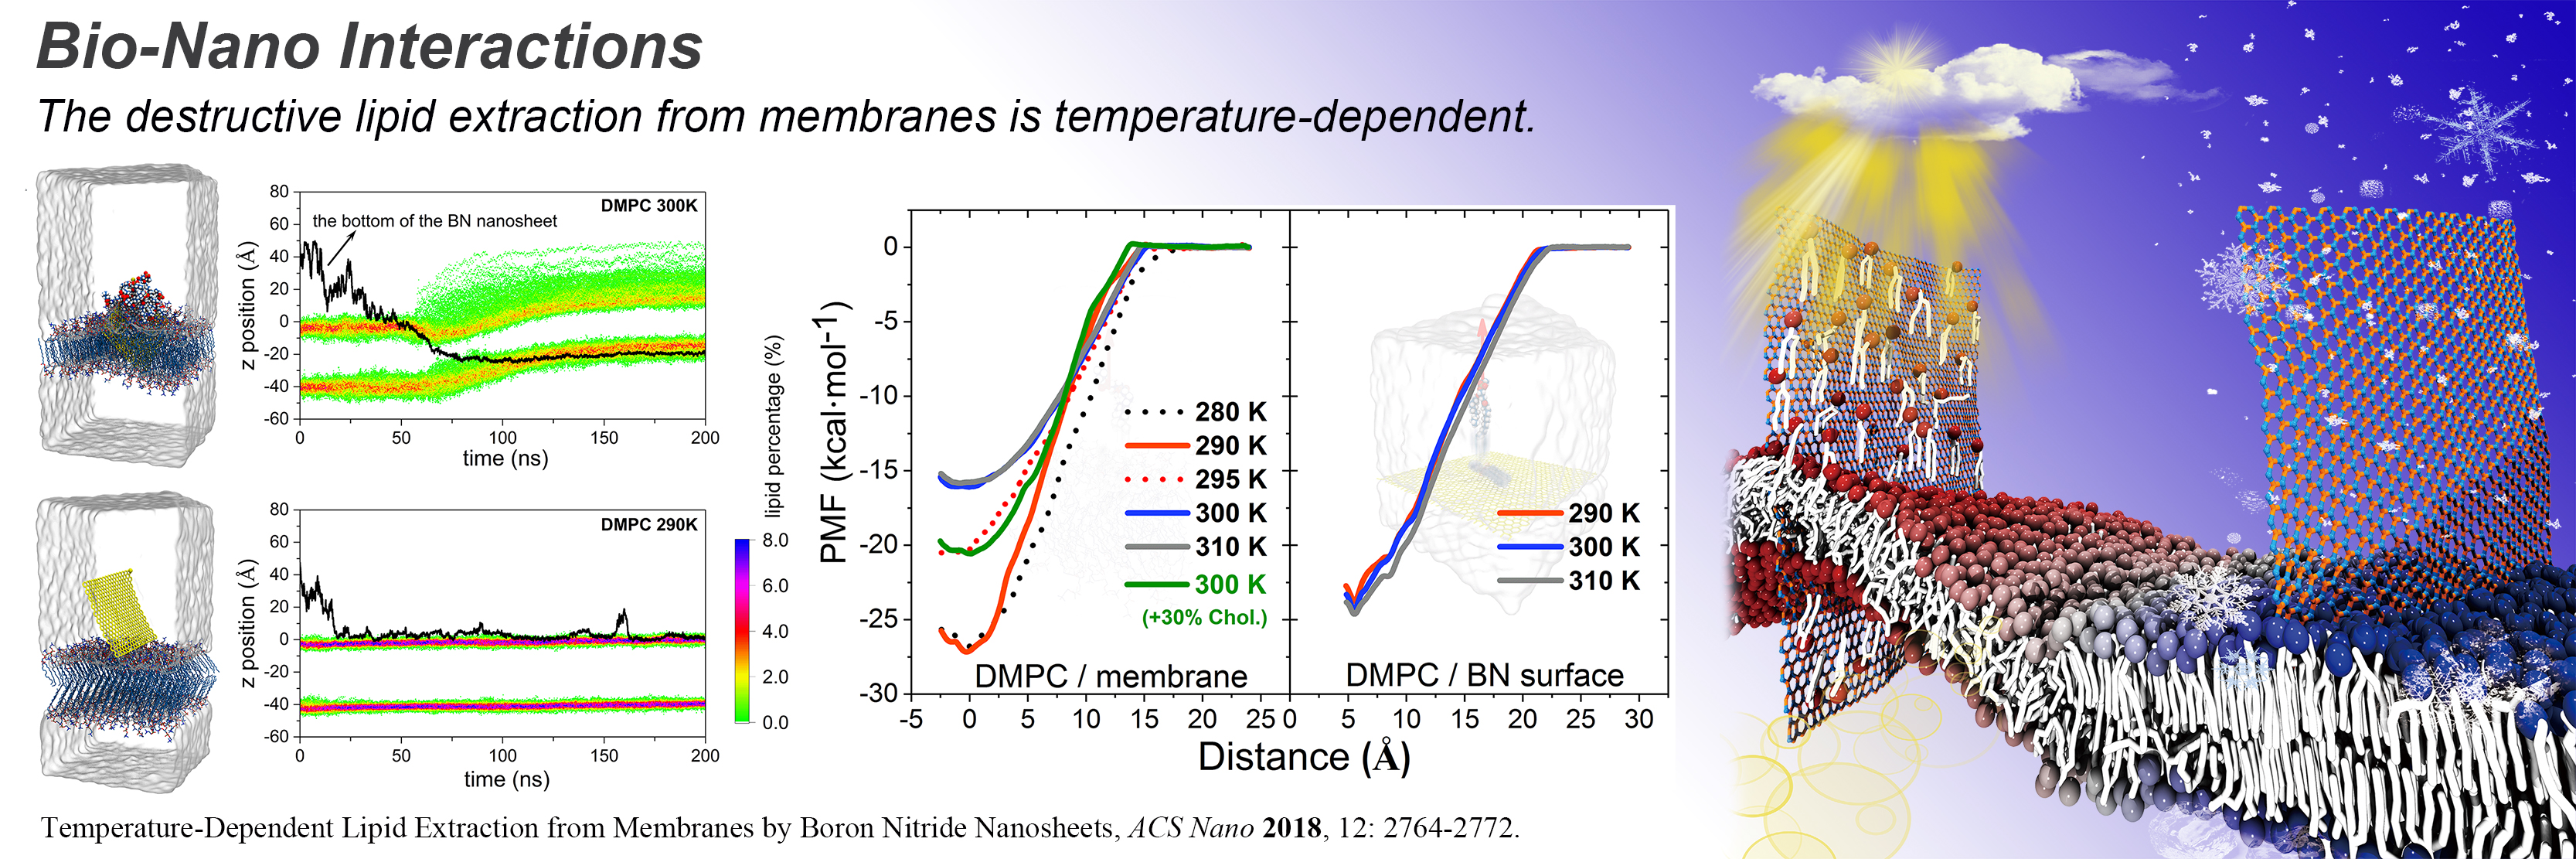 Bio-Nano Interactions
The destructive lipid extraction from membranes is temperature-dependent.
80
60
40
20
0
-20
-40
-60
z position (Å)
the bottom of the BN nanosheet
DMPC 300K
0 50 100 150 200
time (ns)
80
60
40
20
0
-20
-40
-60
z position (Å)
DMPC 290K
0 50 100 150 200
time (ns)
lipid percentage (%)
8.0
6.0
4.0
2.0
0.0
PMF (kcal·mol-1)
0
-5
-10
-15
-20
-25
-30
280 K
290 K
295 K
300 K
310 K
300 K
(+30% Chol.)
DMPC / membrane
290 K
300 K
310 K
DMPC / BN surface
-5 0 5 10 15 20 25 0 5 10 15 20 25 30
Distance (Å)
Temperature-Dependent Lipid Extraction from Membranes by Boron Nitride Nanosheets, ACS Nano 2018, 12: 2764-2772.